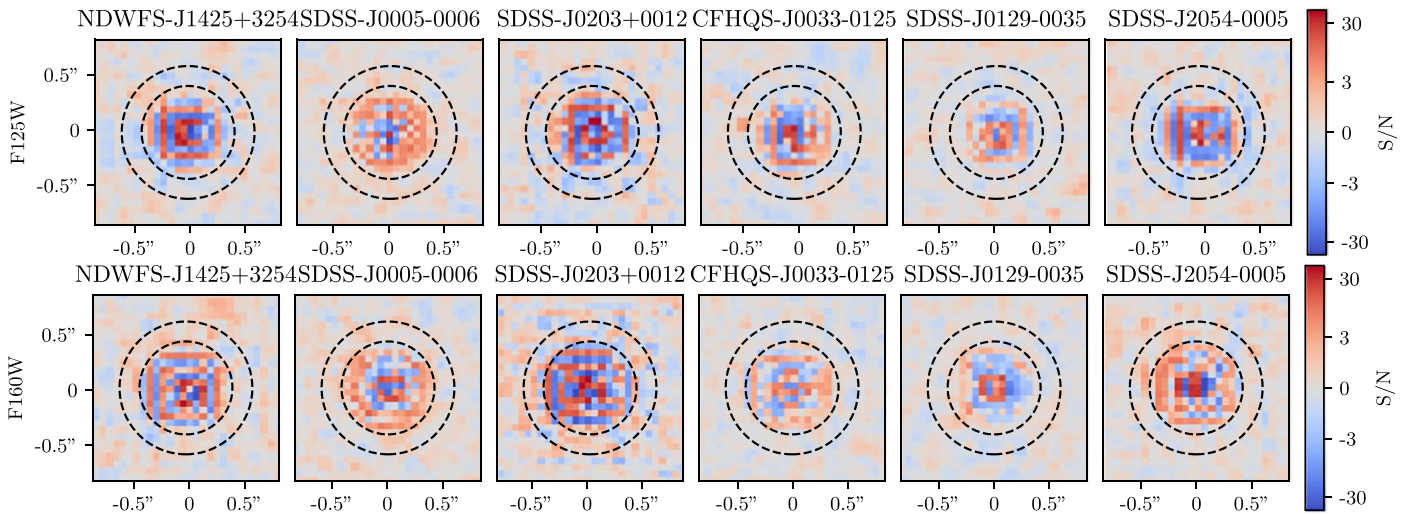 NDWFS-J1425+3254 SDSS-J0005-0006 SDSS-J0203+0012 CFHQS-J0033-0125 SDSS-J0129-0035 SDSS-J2054-0005
30
0.5"
3
F125W
0
0
S/N
-0.5"
-3
-30
-0.5" 0 0.5" -0.5" 0 0.5" -0.5" 0 0.5" -0.5" 0 0.5" -0.5" 0 0.5" -0.5" 0 0.5"
NDWFS-J1425+3254 SDSS-J0005-0006 SDSS-J0203+0012 CFHQS-J0033-0125 SDSS-J0129-0035 SDSS-J2054-0005
30
0.5"
3
F160W
0
0
S/N
-0.5"
-3
-30
-0.5" 0 0.5" -0.5" 0 0.5" -0.5" 0 0.5" -0.5" 0 0.5" -0.5" 0 0.5" -0.5" 0 0.5"